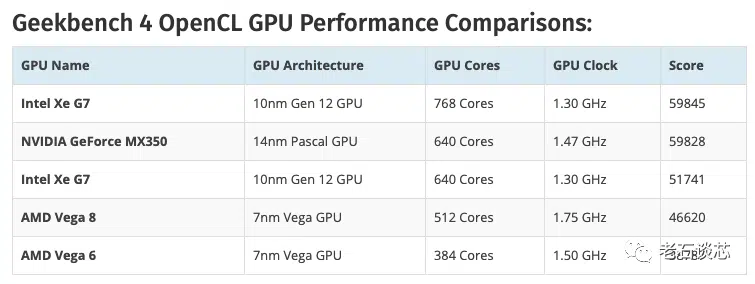 Geekbench 4 OpenCL GPU Performance Comparisons:
GPU Name GPU Architecture GPU Cores GPU Clock Score
Intel Xe G7 10nm Gen 12 GPU 768 Cores 1.30 GHz 59845
NVIDIA GeForce MX350 14nm Pascal GPU 640 Cores 1.47 GHz 59828
Intel Xe G7 10nm Gen 12 GPU 640 Cores 1.30 GHz 51741
AMD Vega 8 7nm Vega GPU 512 Cores 1.75 GHz 46620
AMD Vega 6 7nm Vega GPU 384 Cores 1.50 GHz
老石谈芯